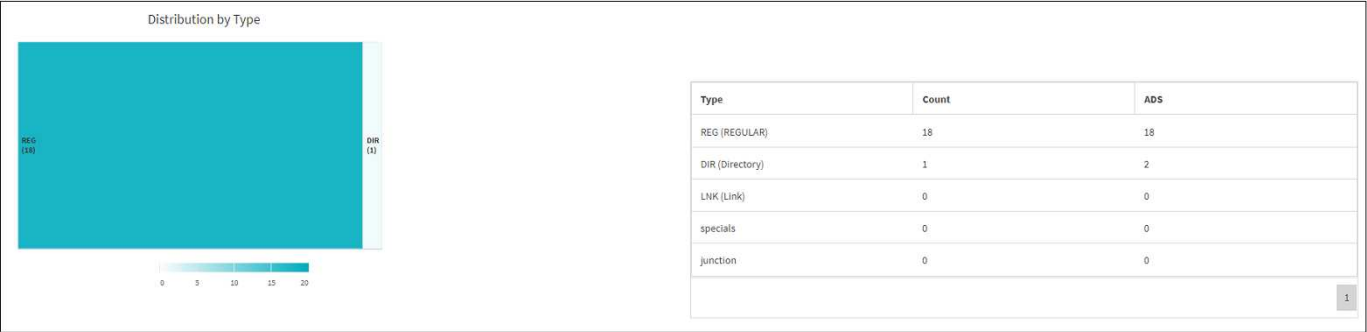 Distribution by Type
REG
(18)
DIR
(1)
0 5 10 15 20
Type Count ADS
REG (REGULAR) 18 18
DIR (Directory) 1 2
LNK (Link) 0 0
specials 0 0
junction 0 0
1